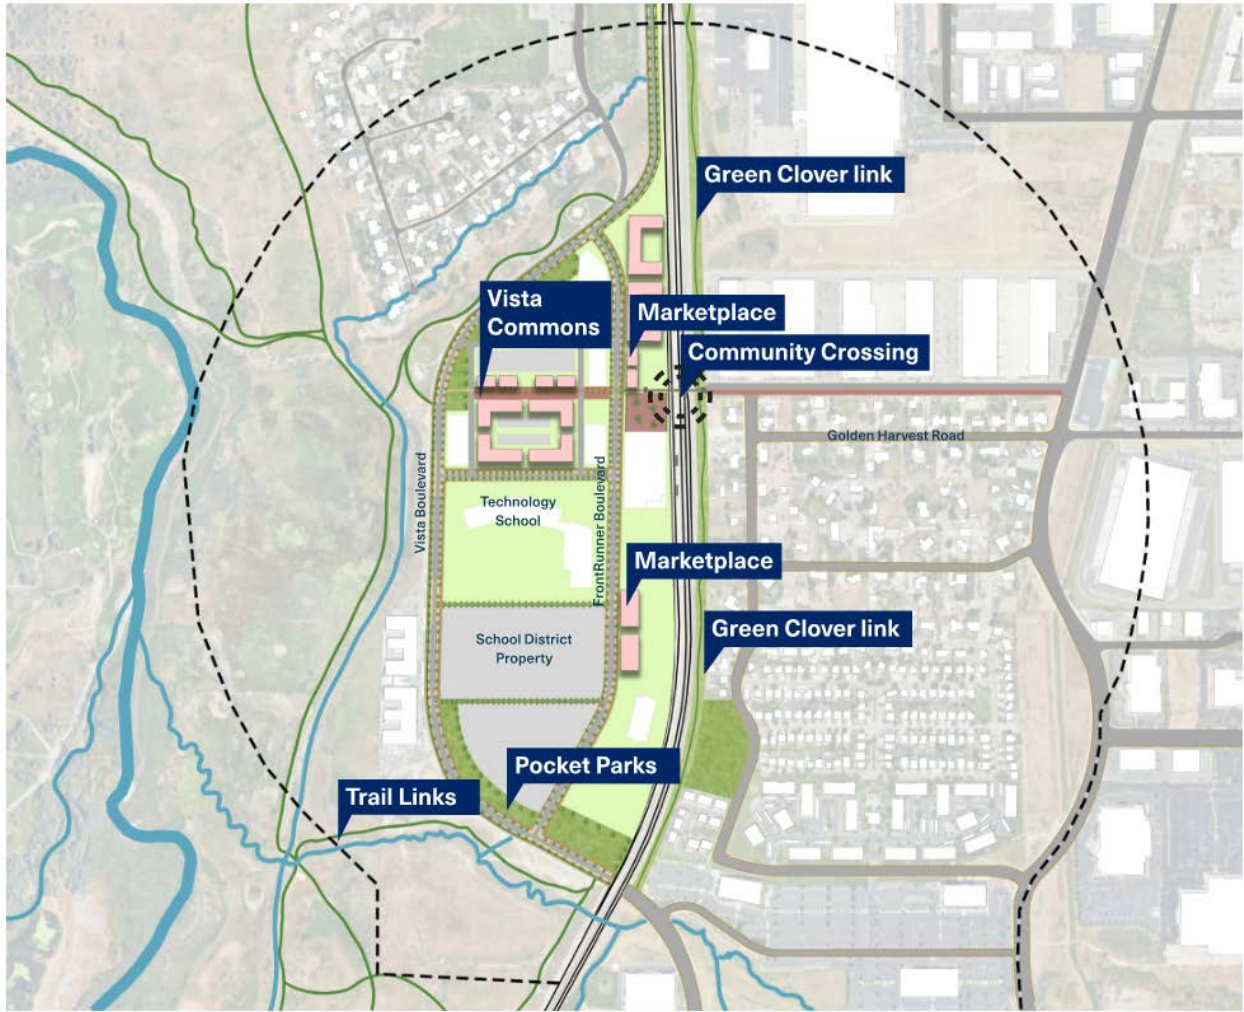 Green Clover link
Vista
Commons
Marketplace
Community Crossing
Golden Harvest Road
Vista Boulevard
FrontRunner Boulevard
Technology
School
Marketplace
Green Clover link
School District
Property
Pocket Parks
Trail Links